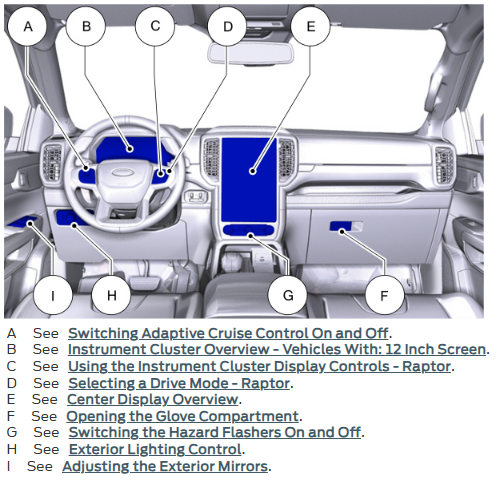 A B C D E
I H G F
A See Switching Adaptive Cruise Control On and Off.
B See Instrument Cluster Overview - Vehicles With: 12 Inch Screen.
C See Using the Instrument Cluster Display Controls - Raptor.
D See Selecting a Drive Mode - Raptor.
E See Center Display Overview.
F See Opening the Glove Compartment.
G See Switching the Hazard Flashers On and Off.
H See Exterior Lighting Control.
I See Adjusting the Exterior Mirrors.